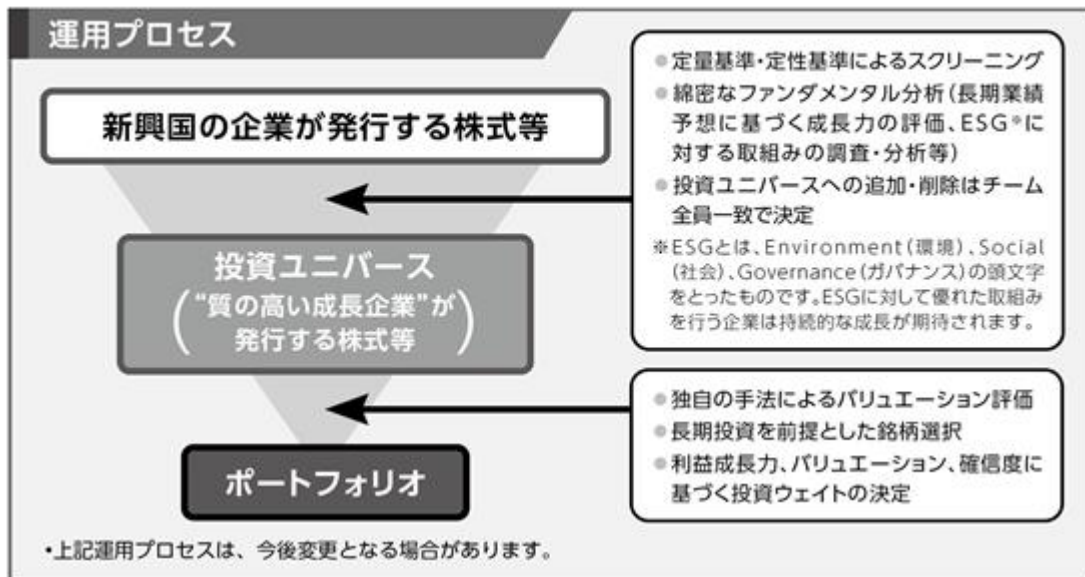 運用プロセス
新興国の企業が発行する株式等
●定量基準・定性基準によるスクリーニング
●綿密なファンダメンタル分析(長期業績
予想に基づく成長力の評価、ESG※に
対する取組みの調査・分析等)
●投資ユニバースへの追加・削除はチーム
全員一致で決定
※ESGとは、Environment(環境)、Social
(社会)、Governance(ガバナンス)の頭文字
をとったものです。ESGに対して優れた取組み
を行う企業は持続的な成長が期待されます。
投資ユニバース
(“質の高い成長企業”が
発行する株式等)
●独自の手法によるバリュエーション評価
●長期投資を前提とした銘柄選択
●利益成長力、バリュエーション、確信度に
基づく投資ウェイトの決定
ポートフォリオ
・上記運用プロセスは、今後変更となる場合があります。